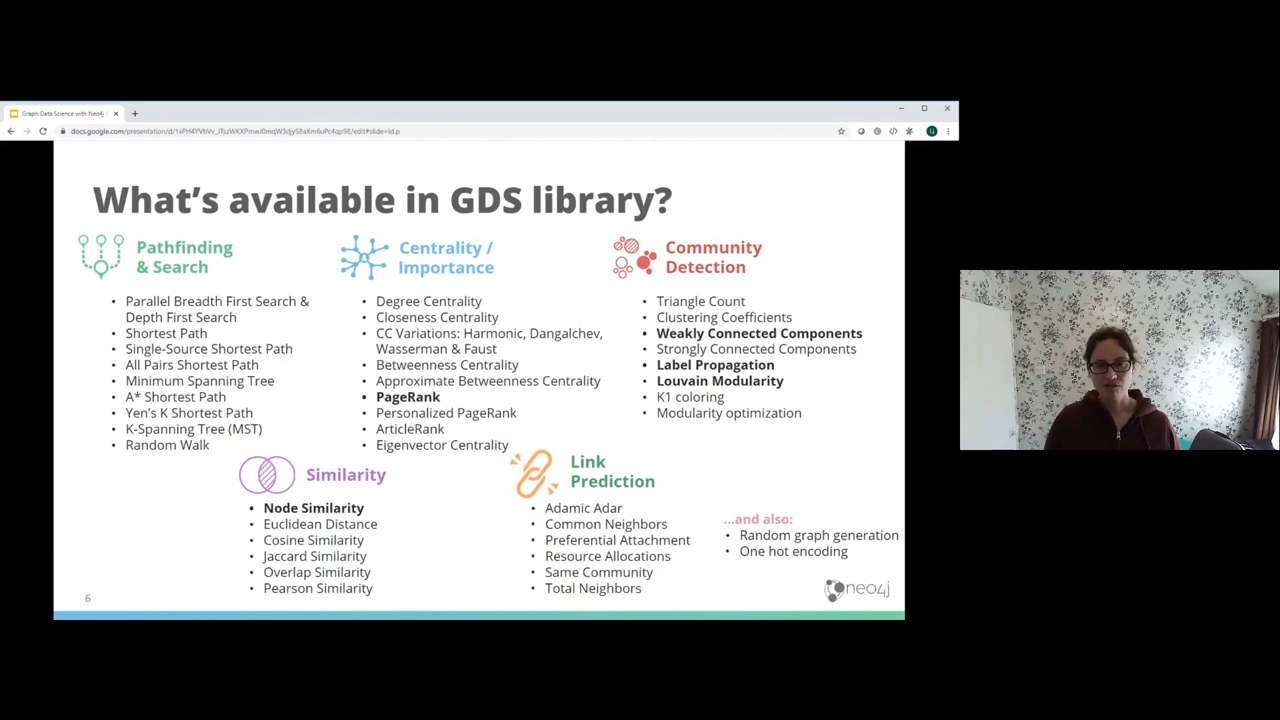 Graph Data Science with Neo4j
What's available in GDS library?
Pathfinding
& Search
Parallel Breadth First Search &
Depth First Search
Shortest Path
Single-Source Shortest Path
All Pairs Shortest Path
Minimum Spanning Tree
A* Shortest Path
Yen's K Shortest Path
K-Spanning Tree (MST)
Random Walk
Centrality /
Importance
Degree Centrality
Closeness Centrality
CC Variations: Harmonic, Dangalchev,
Wasserman & Faust
Betweenness Centrality
Approximate Betweenness Centrality
PageRank
Personalized PageRank
ArticleRank
Eigenvector Centrality
Community
Detection
Triangle Count
Clustering Coefficients
Weakly Connected Components
Strongly Connected Components
Label Propagation
Louvain Modularity
K1 coloring
Modularity optimization
Similarity
Node Similarity
Euclidean Distance
Cosine Similarity
Jaccard Similarity
Overlap Similarity
Pearson Similarity
Link
Prediction
Adamic Adar
Common Neighbors
Preferential Attachment
Resource Allocations
Same Community
Total Neighbors
...and also:
Random graph generation
One hot encoding
6
neo4j